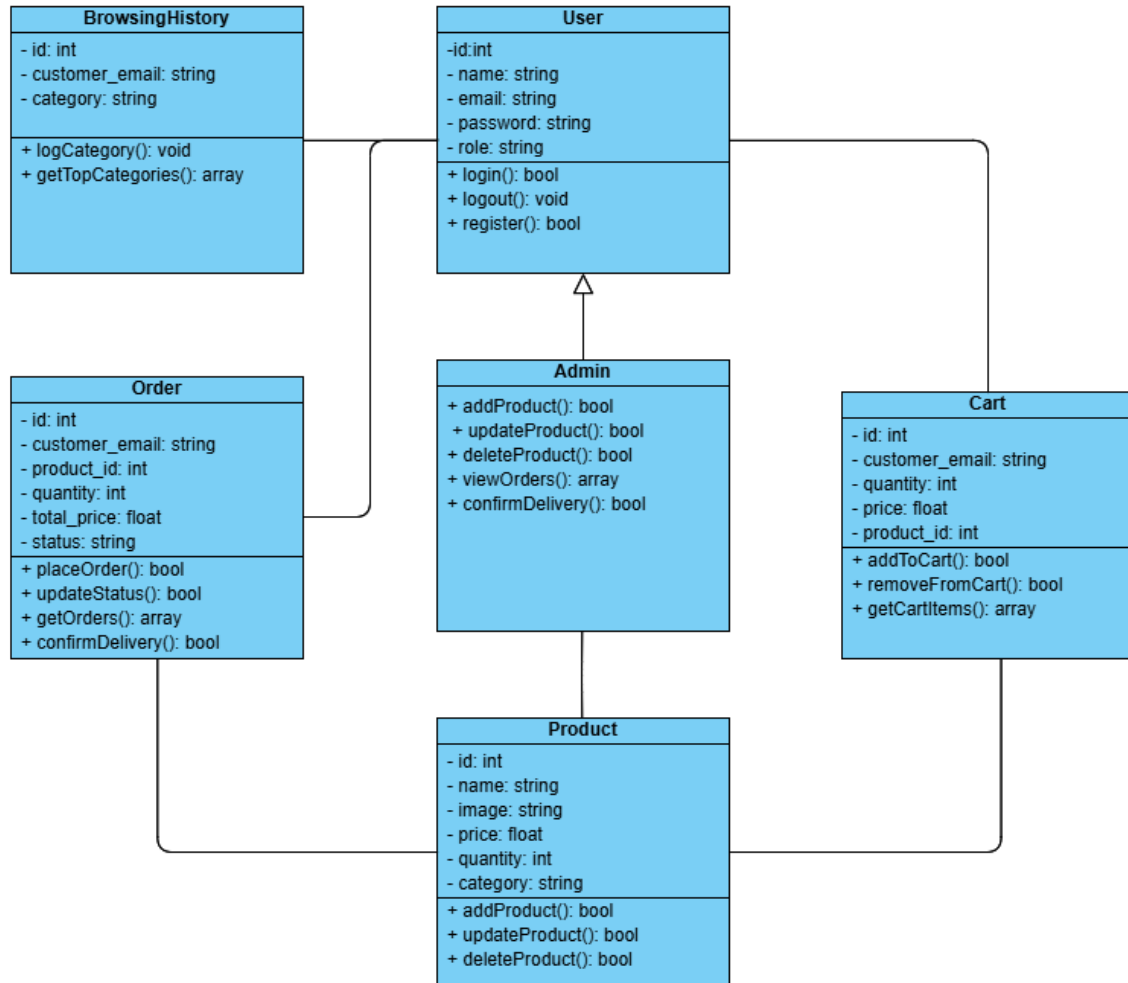 BrowsingHistory
- id: int
- customer_email: string
- category: string
+ logCategory(): void
+ getTopCategories(): array
User
-id:int
- name: string
- email: string
- password: string
- role: string
+ login(): bool
+ logout(): void
+ register(): bool
Order
- id: int
- customer_email: string
- product_id: int
- quantity: int
- total_price: float
- status: string
+ placeOrder(): bool
+ updateStatus(): bool
+ getOrders(): array
+ confirmDelivery(): bool
Admin
+ addProduct(): bool
+ updateProduct(): bool
+ deleteProduct(): bool
+ viewOrders(): array
+ confirmDelivery(): bool
Cart
- id: int
- customer_email: string
- quantity: int
- price: float
- product_id: int
+ addToCart(): bool
+ removeFromCart(): bool
+ getCartItems(): array
Product
- id: int
- name: string
- image: string
- price: float
- quantity: int
- category: string
+ addProduct(): bool
+ updateProduct(): bool
+ deleteProduct(): bool